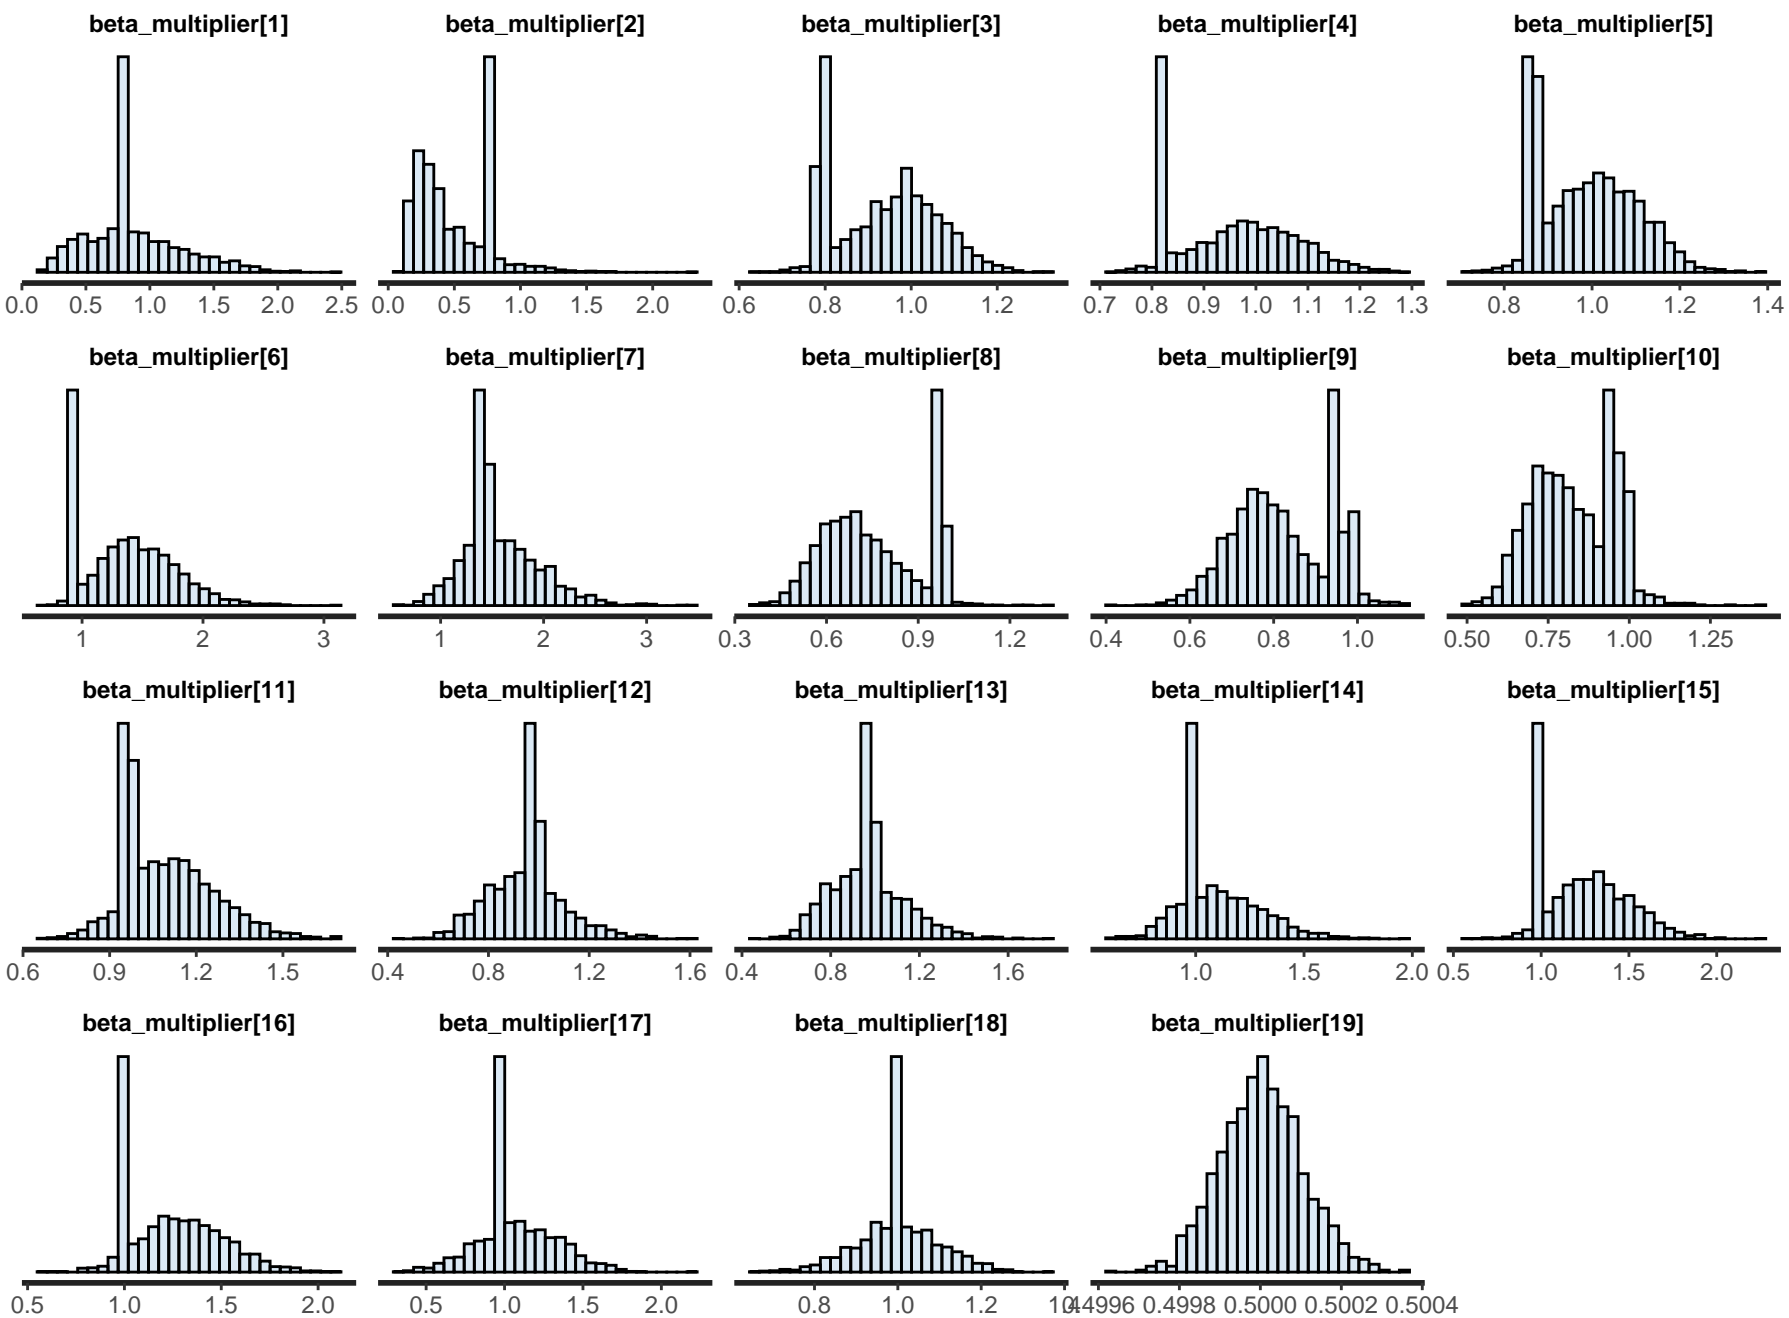 beta_multiplier[1] beta_multiplier[2] beta_multiplier[3] beta_multiplier[4] beta_multiplier[5]
0.0 0.5 1.0 1.5 2.0 2.5 0.0 0.5 1.0 1.5 2.0 0.6 0.8 1.0 1.2 0.7 0.8 0.9 1.0 1.1 1.2 1.3 0.8 1.0 1.2 1.4
beta_multiplier[6] beta_multiplier[7] beta_multiplier[8] beta_multiplier[9] beta_multiplier[10]
1 2 3 1 2 3 0.3 0.6 0.9 1.2 0.4 0.6 0.8 1.0 0.50 0.75 1.00 1.25
beta_multiplier[11] beta_multiplier[12] beta_multiplier[13] beta_multiplier[14] beta_multiplier[15]
0.6 0.9 1.2 1.5 0.4 0.8 1.2 1.6 0.4 0.8 1.2 1.6 1.0 1.5 2.0 0.5 1.0 1.5 2.0
beta_multiplier[16] beta_multiplier[17] beta_multiplier[18] beta_multiplier[19]
0.5 1.0 1.5 2.0 0.5 1.0 1.5 2.0 0.8 1.0 1.2 0.4998 0.5000 0.5002 0.5004